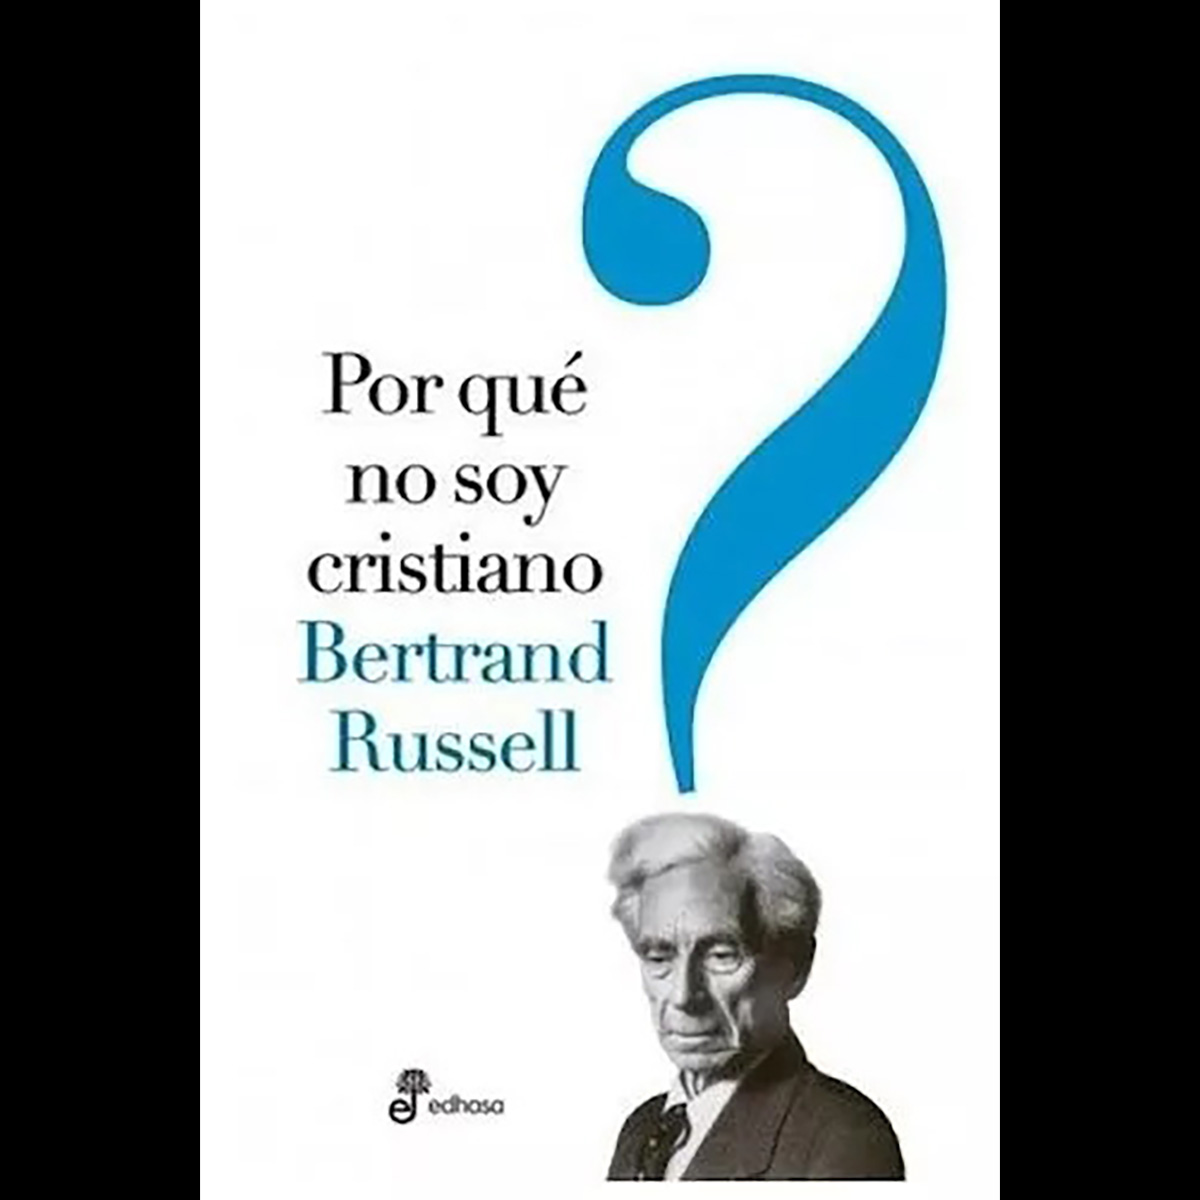 Por qué
no soy
cristiano
Bertrand
Russell
edhasa